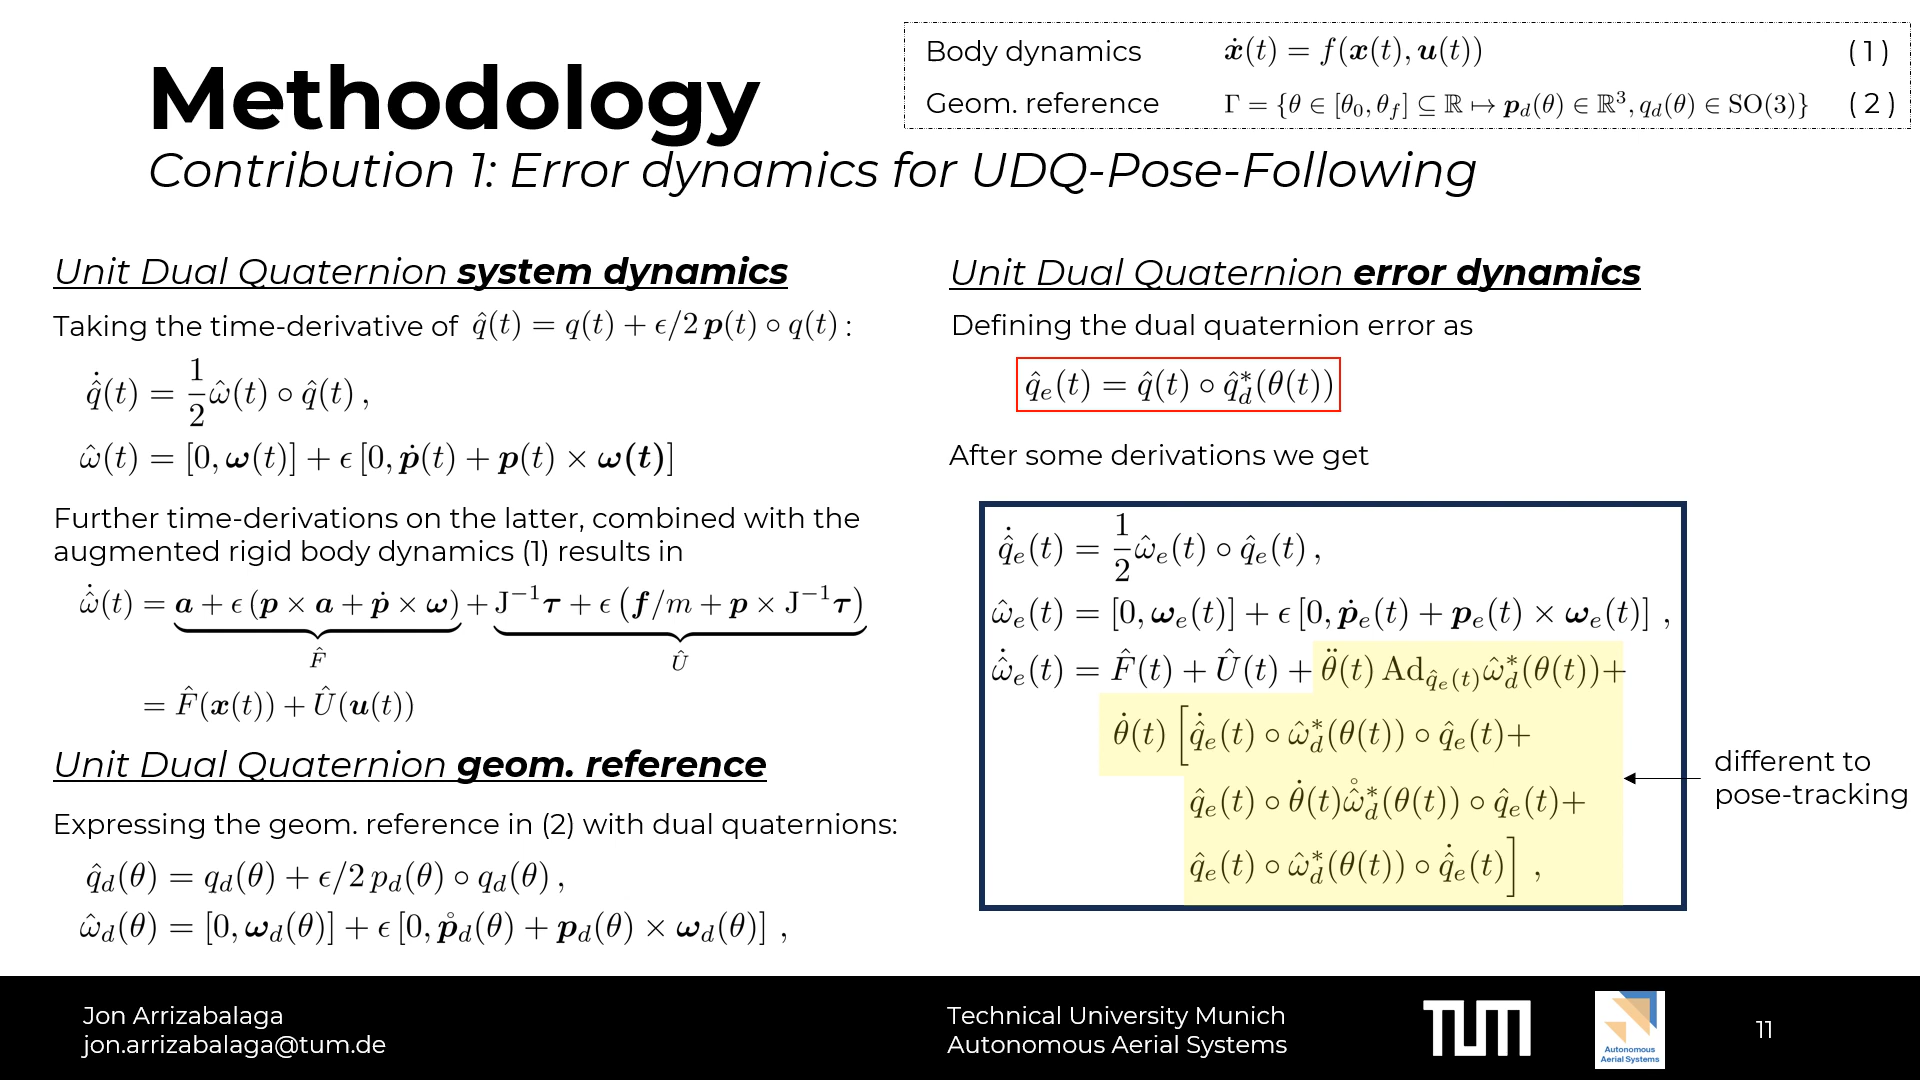 Body dynamics ẋ(t) = f(x(t), u(t)) (1)
Geom. reference Γ = {θ ∈ [θ₀, θ_f] ⊆ ℝ ↦ p_d(θ) ∈ ℝ³, q_d(θ) ∈ SO(3)} (2)
Methodology
Contribution 1: Error dynamics for UDQ-Pose-Following
Unit Dual Quaternion system dynamics
Taking the time-derivative of q̂(t) = q(t) + ϵ/2 p(t) ∘ q(t) :
q̂̇(t) = 1/2 ω̂(t) ∘ q̂(t) ,
ω̂(t) = [0, ω(t)] + ϵ [0, ṗ(t) + p(t) × ω(t)]
Further time-derivations on the latter, combined with the
augmented rigid body dynamics (1) results in
ω̂̇(t) = a + ϵ (p × a + ṗ × ω) + J⁻¹τ + ϵ (f/m + p × J⁻¹τ)
F̂ Û
= F̂(x(t)) + Û(u(t))
Unit Dual Quaternion geom. reference
Expressing the geom. reference in (2) with dual quaternions:
q̂_d(θ) = q_d(θ) + ϵ/2 p_d(θ) ∘ q_d(θ) ,
ω̂_d(θ) = [0, ω_d(θ)] + ϵ [0, p̊_d(θ) + p_d(θ) × ω_d(θ)] ,
Unit Dual Quaternion error dynamics
Defining the dual quaternion error as
q̂_e(t) = q̂(t) ∘ q̂_d*(θ(t))
After some derivations we get
q̂̇_e(t) = 1/2 ω̂_e(t) ∘ q̂_e(t) ,
ω̂_e(t) = [0, ω_e(t)] + ϵ [0, ṗ_e(t) + p_e(t) × ω_e(t)] ,
ω̂̇_e(t) = F̂(t) + Û(t) + θ̈(t) Ad_q̂_e(t) ω̂_d*(θ(t))+
θ̇(t) [q̂̇_e(t) ∘ ω̂_d*(θ(t)) ∘ q̂_e(t)+
q̂_e(t) ∘ θ̇(t)ω̂̊_d*(θ(t)) ∘ q̂_e(t)+
q̂_e(t) ∘ ω̂_d*(θ(t)) ∘ q̂̇_e(t)] ,
different to
pose-tracking
Jon Arrizabalaga
jon.arrizabalaga@tum.de
Technical University Munich
Autonomous Aerial Systems
TUM
Autonomous
Aerial Systems
11